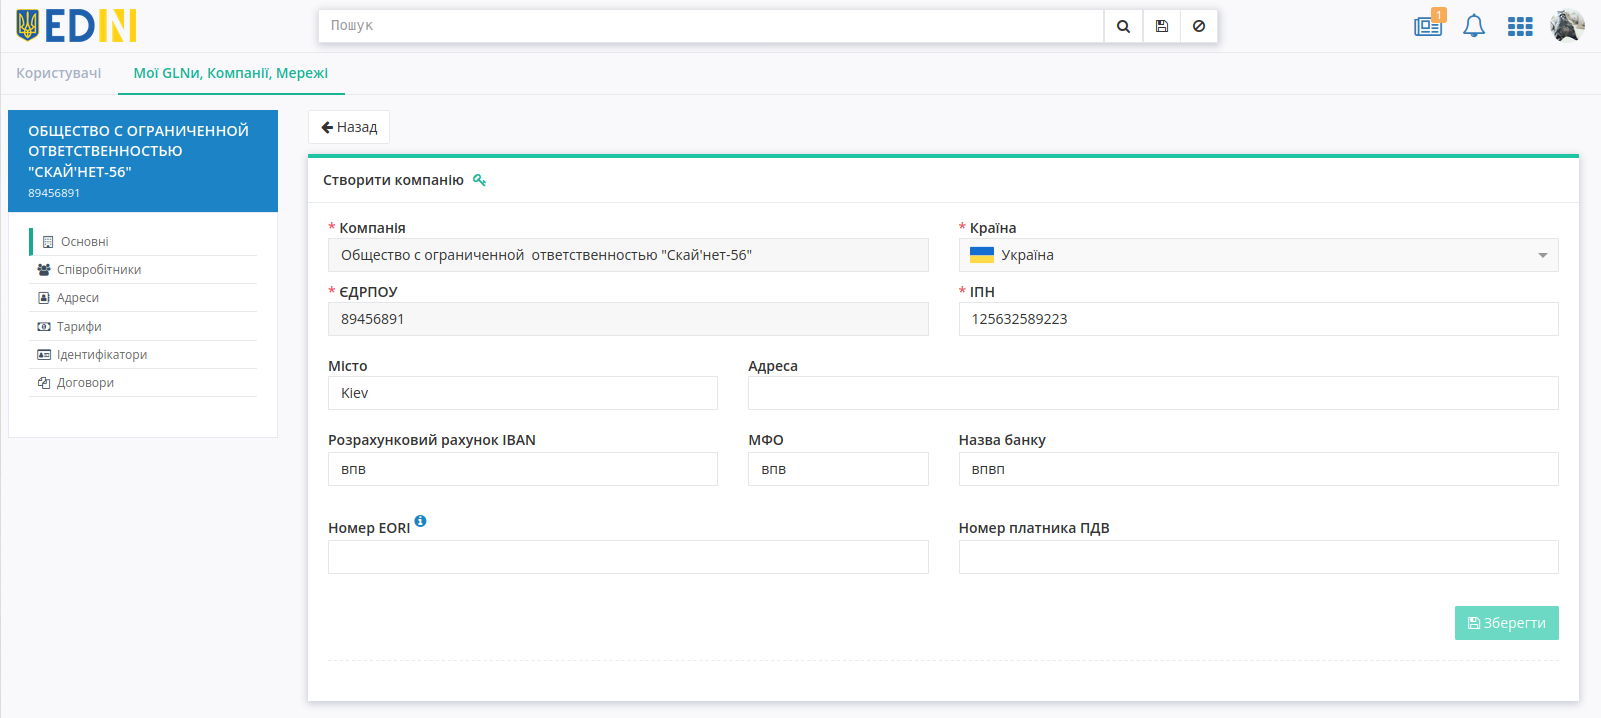 EDIN
Пошук
1
Користувачі
Мої GLNи, Компанії, Мережі
ОБЩЕСТВО С ОГРАНИЧЕННОЙ
ОТВЕТСТВЕННОСТЬЮ
"СКАЙ'НЕТ-56"
89456891
Основні
Співробітники
Адреси
Тарифи
Ідентифікатори
Договори
Назад
Створити компанію
* Компанія
Общество с ограниченной  ответственностью "Скай'нет-56"
* Країна
Україна
* ЄДРПОУ
89456891
* ІПН
125632589223
Місто
Kiev
Адреса
Розрахунковий рахунок IBAN
впв
МФО
впв
Назва банку
впвп
Номер EORI
Номер платника ПДВ
Зберегти